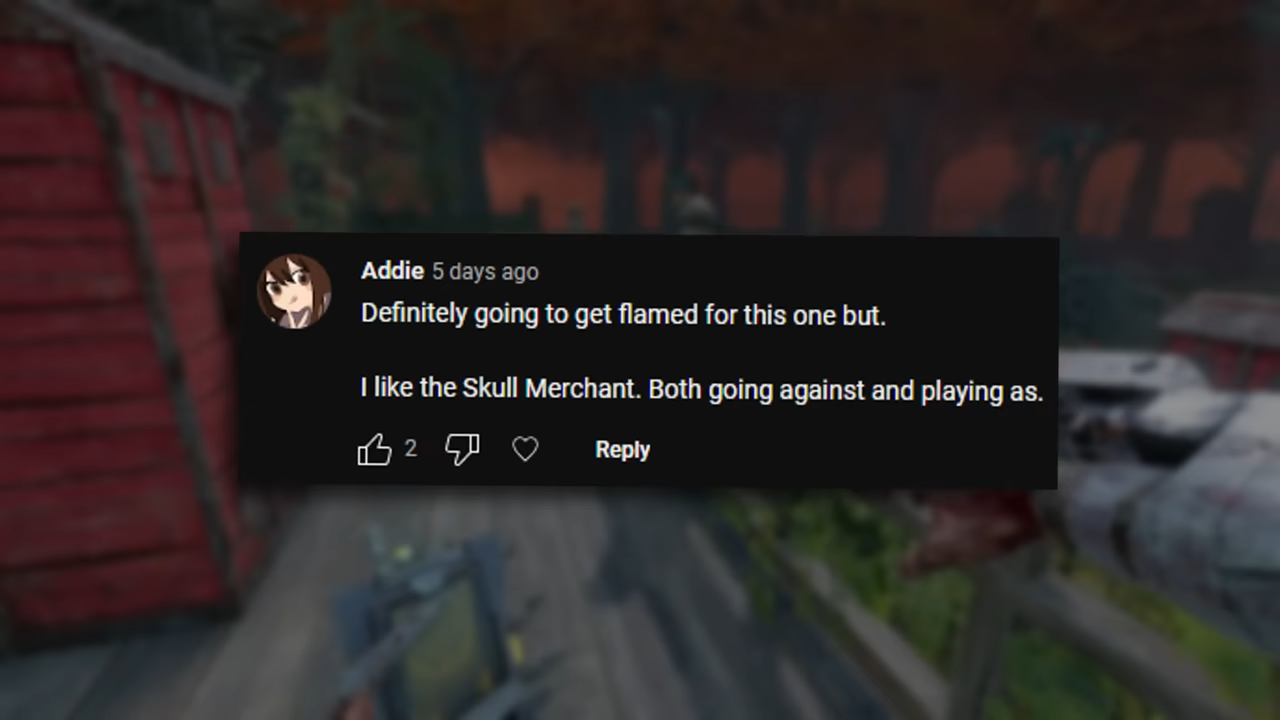 Addie 5 days ago
Definitely going to get flamed for this one but.
I like the Skull Merchant. Both going against and playing as.
2 Reply